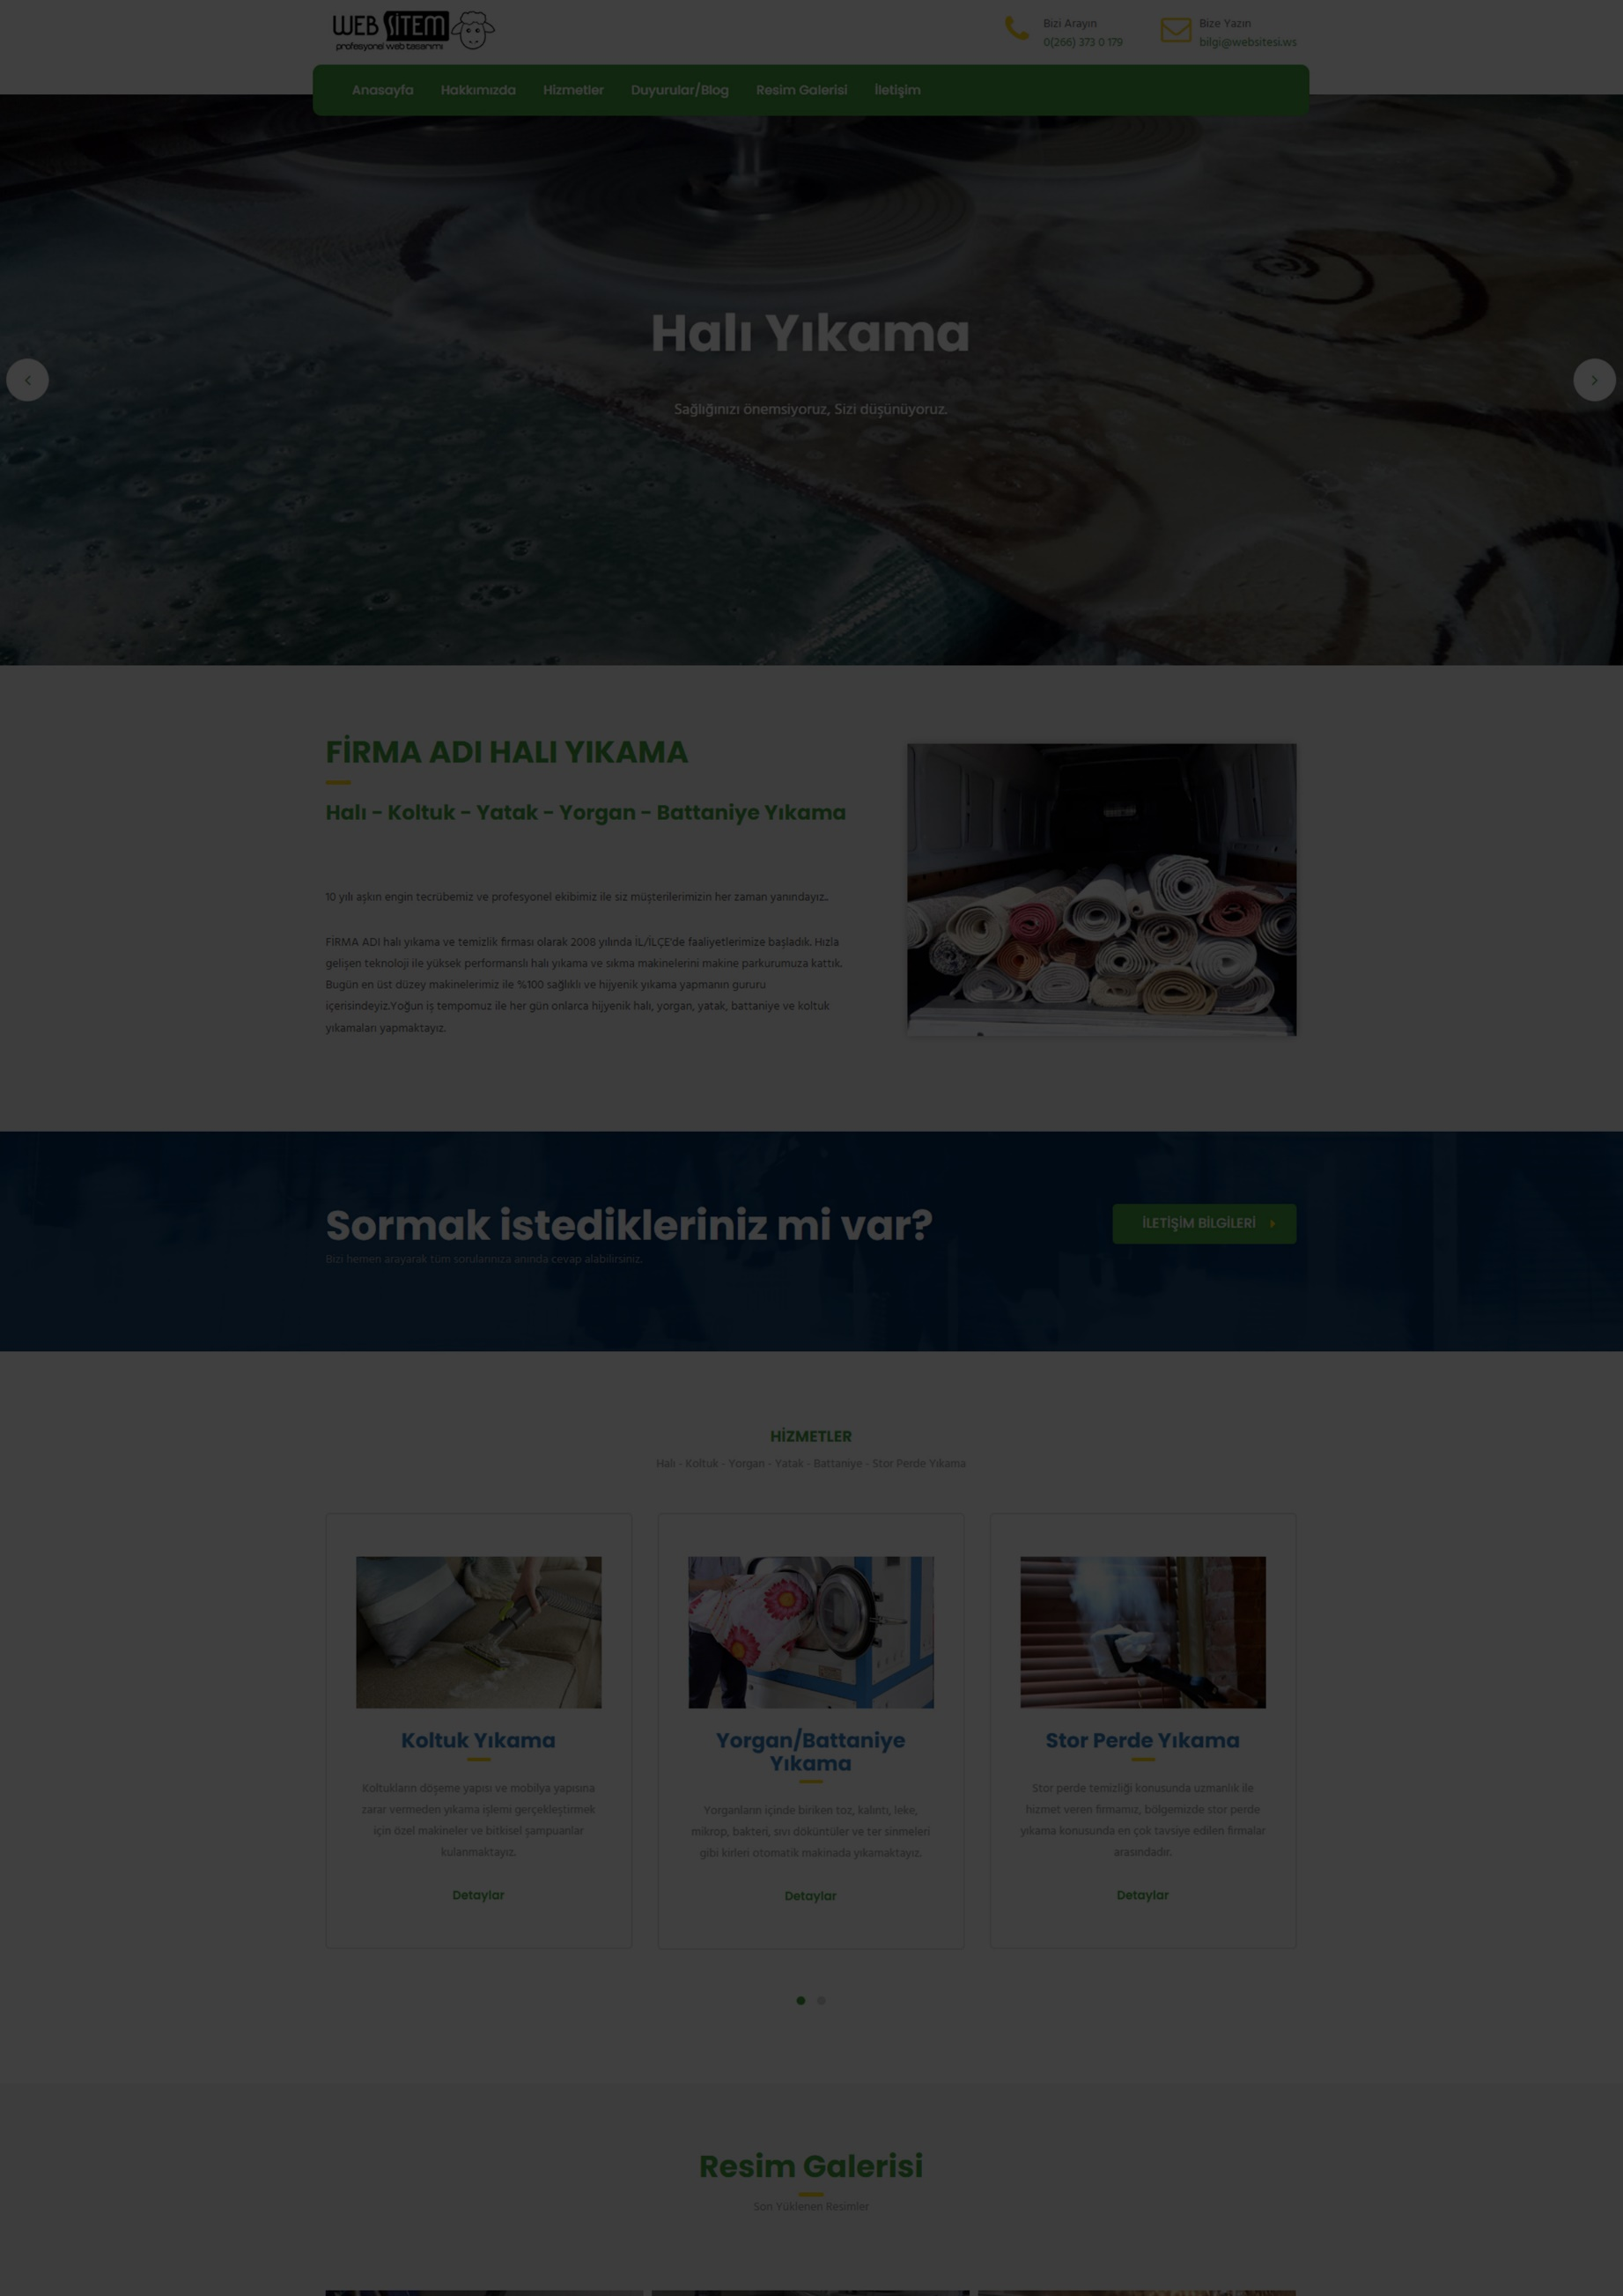 WEB SİTEM
profesyonel web tasarımı
Bizi Arayın
0(266) 373 0 179
Bize Yazın
bilgi@websitesi.ws
Anasayfa Hakkımızda Hizmetler Duyurular/Blog Resim Galerisi İletişim
Halı Yıkama
Sağlığınızı önemsiyoruz, Sizi düşünüyoruz.
FİRMA ADI HALI YIKAMA
Halı - Koltuk - Yatak - Yorgan - Battaniye Yıkama
10 yılı aşkın engin tecrübemiz ve profesyonel ekibimiz ile siz müşterilerimizin her zaman yanındayız..
FİRMA ADI halı yıkama ve temizlik firması olarak 2008 yılında İL/İLÇE'de faaliyetlerimize başladık. Hızla
gelişen teknoloji ile yüksek performanslı halı yıkama ve sıkma makinelerini makine parkurumuza kattık.
Bugün en üst düzey makinelerimiz ile %100 sağlıklı ve hijyenik yıkama yapmanın gururu
içerisindeyiz.Yoğun iş tempomuz ile her gün onlarca hijyenik halı, yorgan, yatak, battaniye ve koltuk
yıkamaları yapmaktayız.
Sormak istedikleriniz mi var?
Bizi hemen arayarak tüm sorularınıza anında cevap alabilirsiniz.
İLETİŞİM BİLGİLERİ
HİZMETLER
Halı - Koltuk - Yorgan - Yatak - Battaniye - Stor Perde Yıkama
Koltuk Yıkama
Koltukların döşeme yapısı ve mobilya yapısına
zarar vermeden yıkama işlemi gerçekleştirmek
için özel makineler ve bitkisel şampuanlar
kulanmaktayız.
Detaylar
Yorgan/Battaniye
Yıkama
Yorganların içinde biriken toz, kalıntı, leke,
mikrop, bakteri, sıvı döküntüler ve ter sinmeleri
gibi kirleri otomatik makinada yıkamaktayız.
Detaylar
Stor Perde Yıkama
Stor perde temizliği konusunda uzmanlık ile
hizmet veren firmamız, bölgemizde stor perde
yıkama konusunda en çok tavsiye edilen firmalar
arasındadır.
Detaylar
Resim Galerisi
Son Yüklenen Resimler